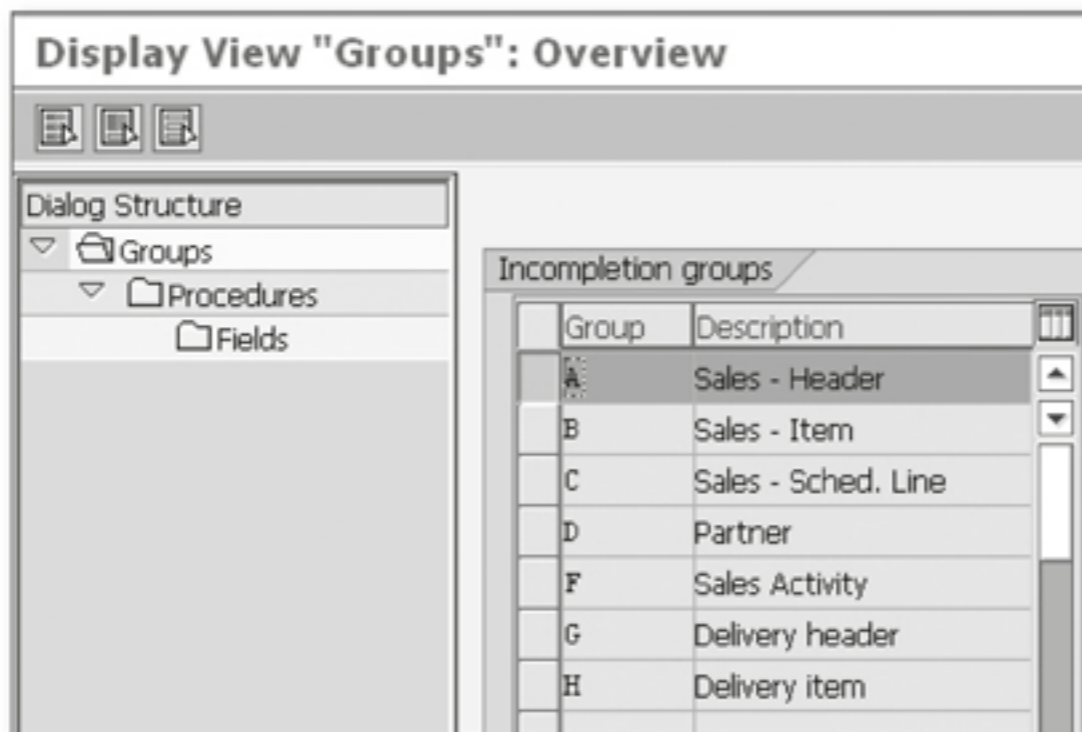 Display View "Groups": Overview
Dialog Structure
Groups
Procedures
Fields
Incompletion groups
Group Description
A Sales - Header
B Sales - Item
C Sales - Sched. Line
D Partner
F Sales Activity
G Delivery header
H Delivery item